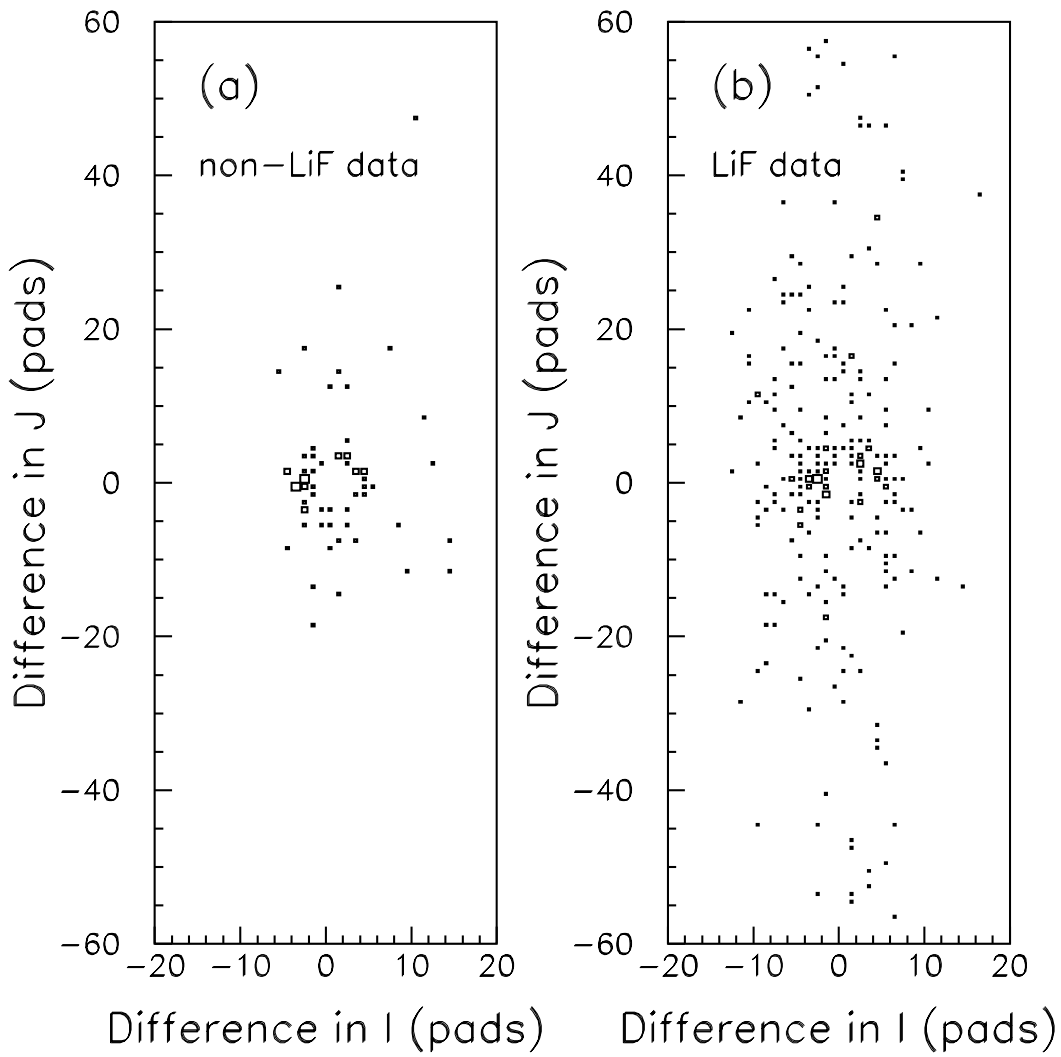 60
40
20
0
−20
−40
−60
−20 −10 0 10 20
(a)
non−LiF data
Difference in J (pads)
Difference in I (pads)
60
40
20
0
−20
−40
−60
−20 −10 0 10 20
(b)
LiF data
Difference in J (pads)
Difference in I (pads)